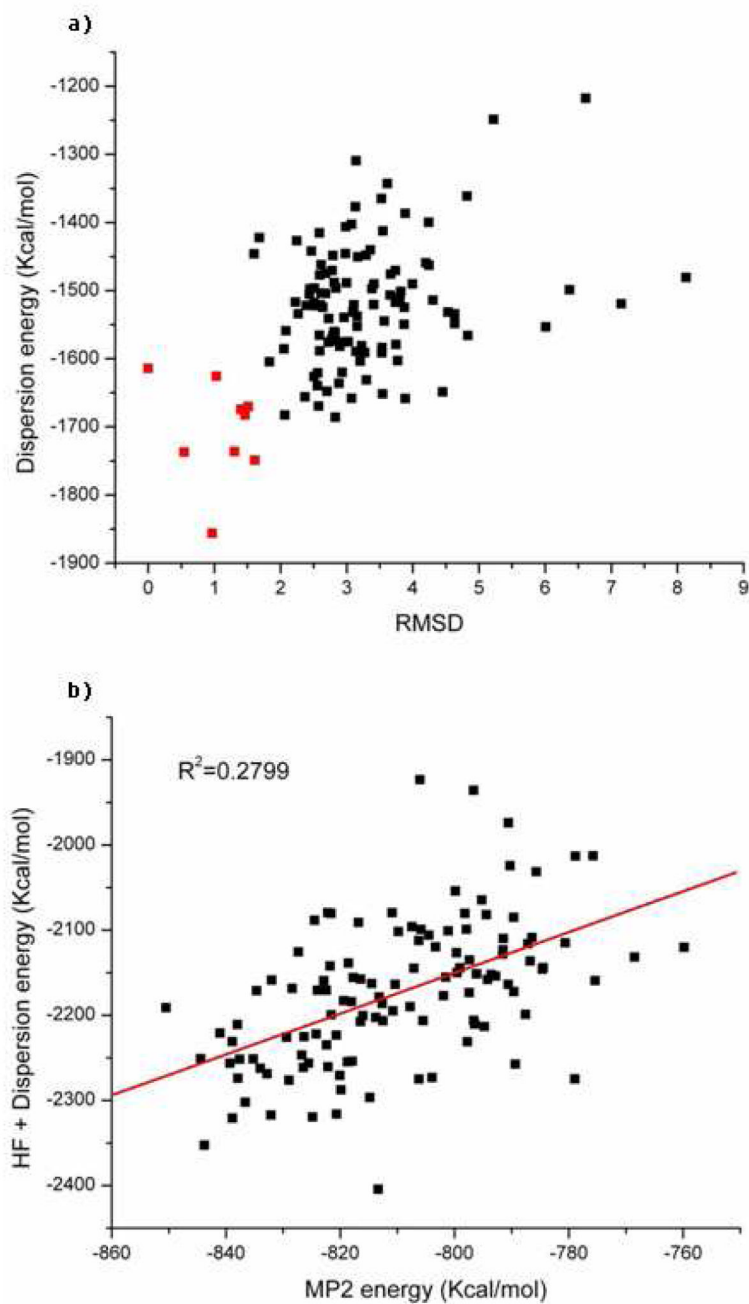 a)
-1200
-1300
-1400
-1500
-1600
-1700
-1800
-1900
Dispersion energy (Kcal/mol)
0 1 2 3 4 5 6 7 8 9
RMSD
b)
R²=0.2799
-1900
-2000
-2100
-2200
-2300
-2400
HF + Dispersion energy (Kcal/mol)
-860 -840 -820 -800 -780 -760
MP2 energy (Kcal/mol)